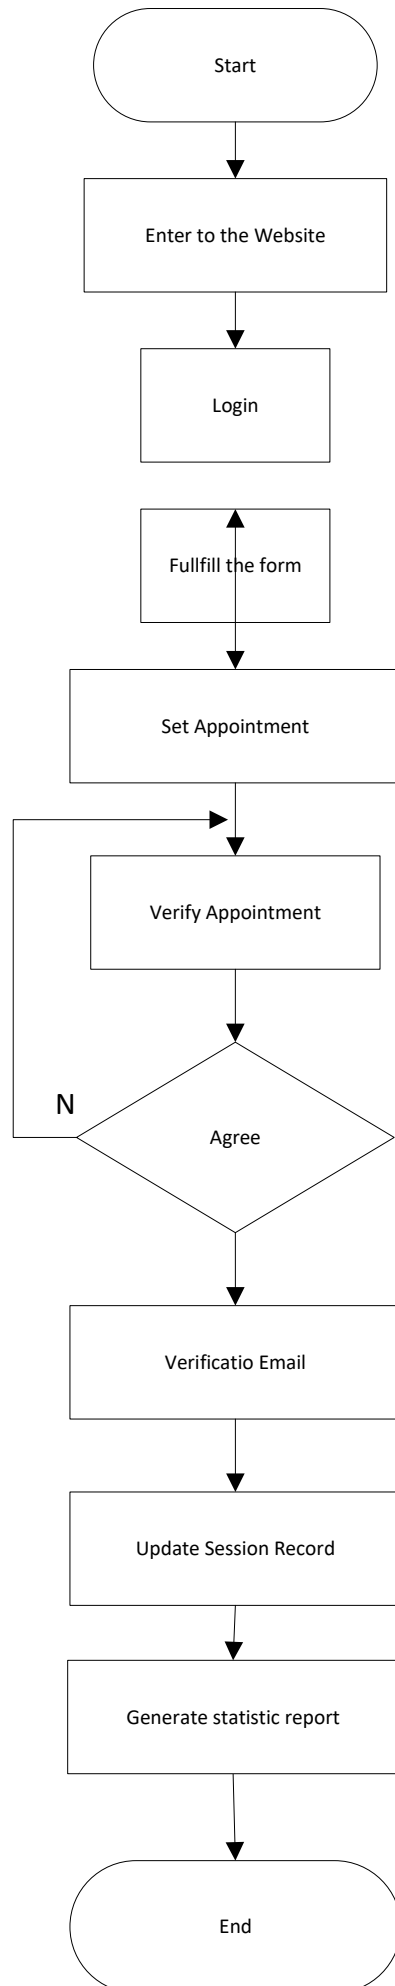 Start
Enter to the Website
Login
Fullfill the form
Set Appointment
Verify Appointment
N
Agree
Verificatio Email
Update Session Record
Generate statistic report
End